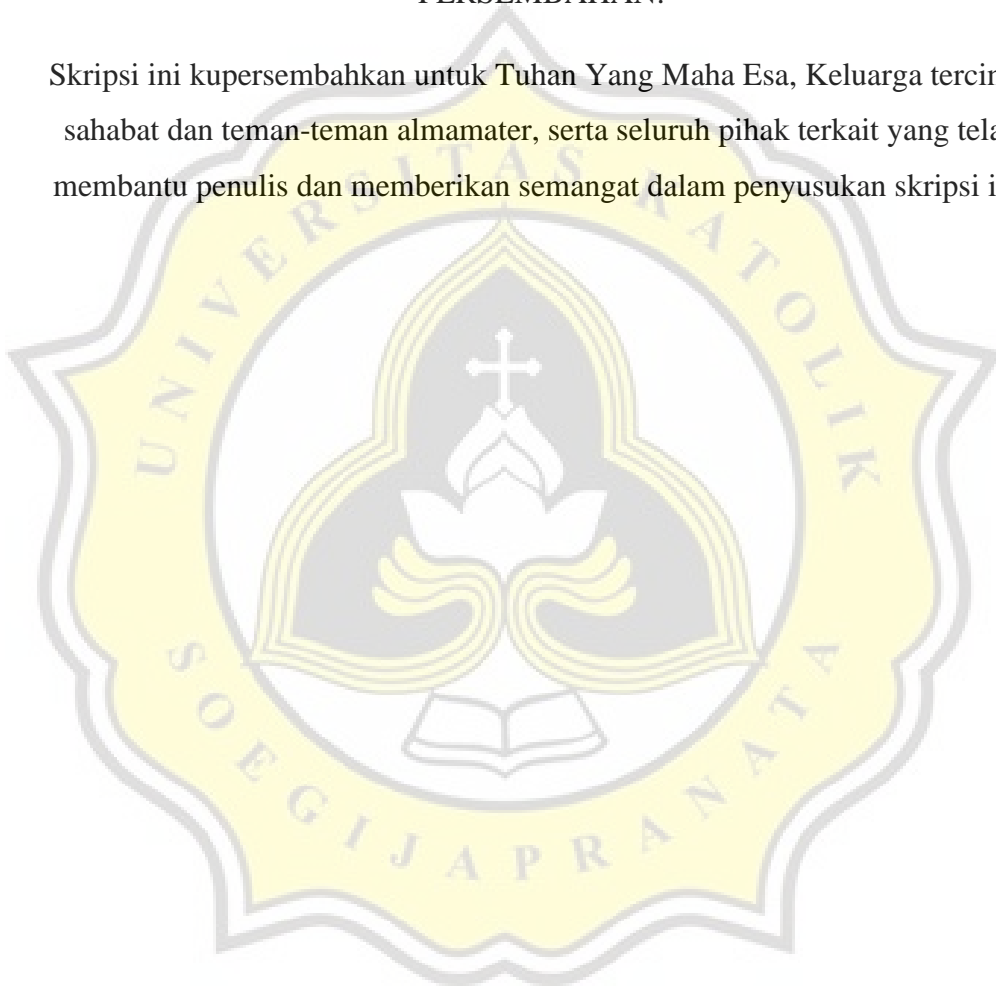 PERSEMBAHAN:
Skripsi ini kupersembahkan untuk Tuhan Yang Maha Esa, Keluarga tercin
sahabat dan teman-teman almamater, serta seluruh pihak terkait yang tela
membantu penulis dan memberikan semangat dalam penyusukan skripsi i
UNIVERSITAS KATOLIK
SOEGIJAPRANATA